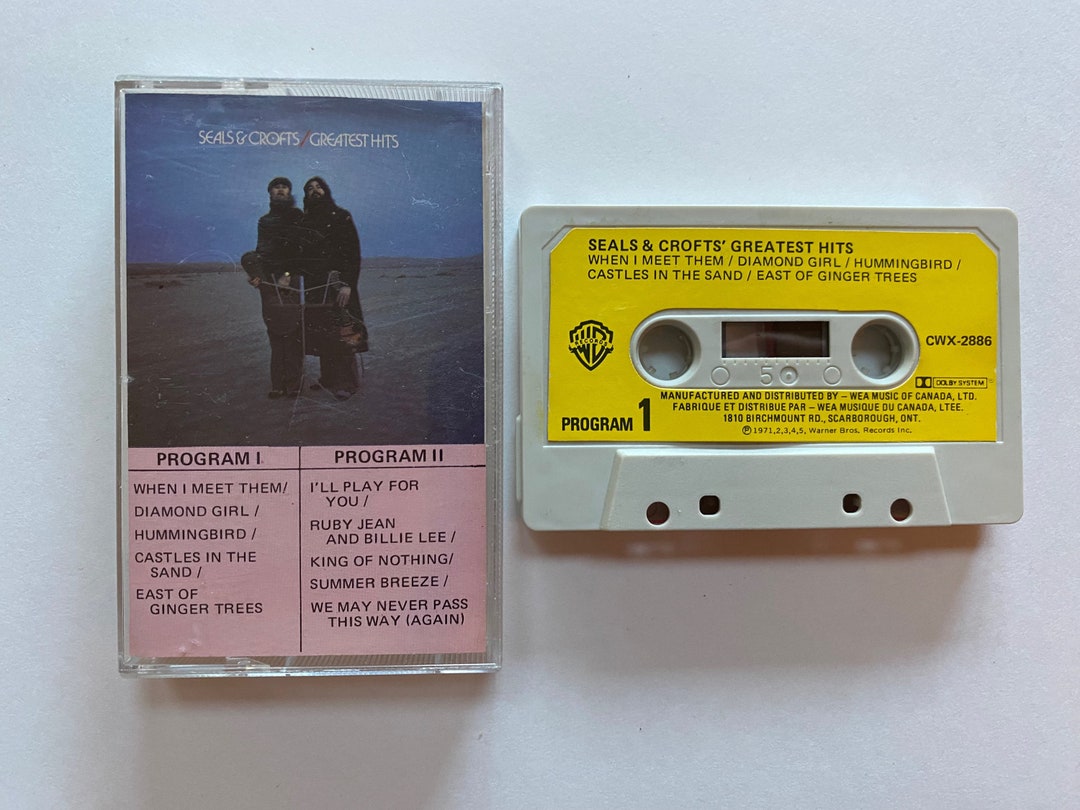 SEALS & CROFTS/GREATEST HITS
PROGRAM I
WHEN I MEET THEM/
DIAMOND GIRL /
HUMMINGBIRD /
CASTLES IN THE
SAND /
EAST OF
GINGER TREES
PROGRAM II
I'LL PLAY FOR
YOU /
RUBY JEAN
AND BILLIE LEE /
KING OF NOTHING/
SUMMER BREEZE /
WE MAY NEVER PASS
THIS WAY (AGAIN)
SEALS & CROFTS' GREATEST HITS
WHEN I MEET THEM / DIAMOND GIRL / HUMMINGBIRD /
CASTLES IN THE SAND / EAST OF GINGER TREES
WB
RECORDS
CWX-2886
50
DOLBY SYSTEM
PROGRAM 1
MANUFACTURED AND DISTRIBUTED BY – WEA MUSIC OF CANADA, LTD.
FABRIQUE ET DISTRIBUE PAR – WEA MUSIQUE DU CANADA, LTEE.
1810 BIRCHMOUNT RD., SCARBOROUGH, ONT.
Ⓟ1971,2,3,4,5, Warner Bros. Records Inc.